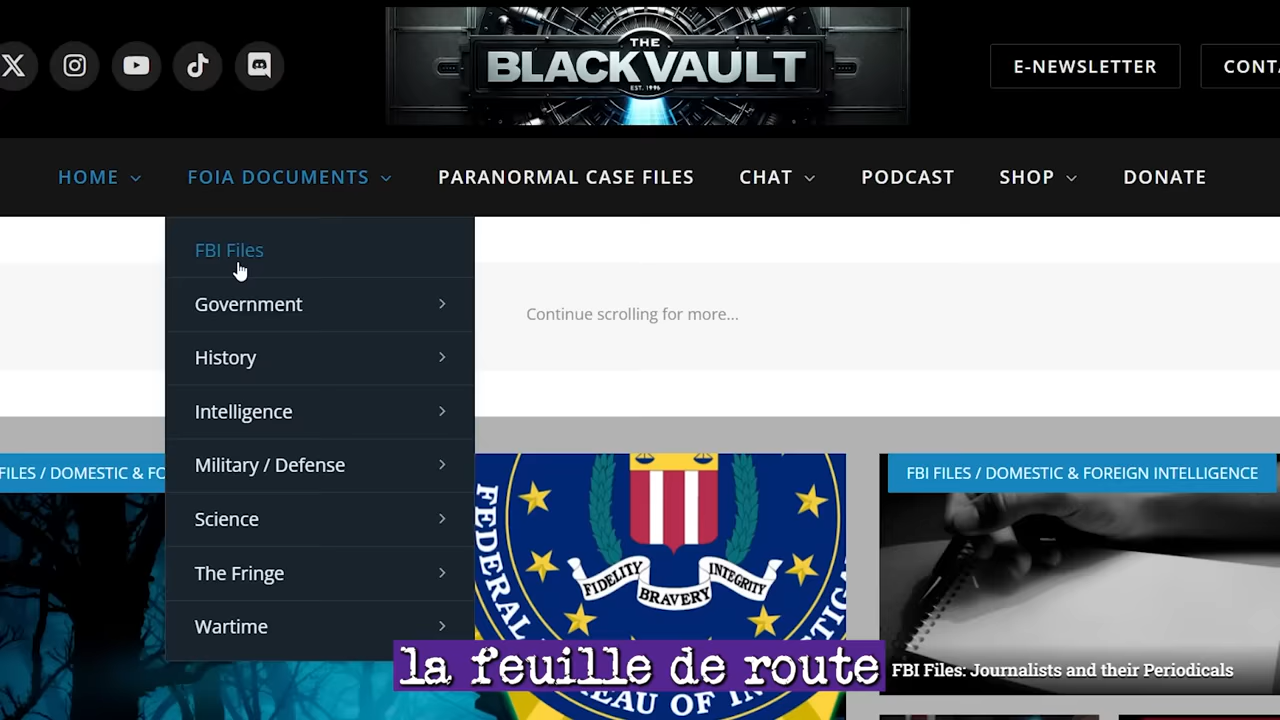 THE
BLACKVAULT
EST. 1996
E-NEWSLETTER
HOME
FOIA DOCUMENTS
PARANORMAL CASE FILES
CHAT
PODCAST
SHOP
DONATE
FBI Files
Government
History
Intelligence
Military / Defense
Science
The Fringe
Wartime
Continue scrolling for more...
FILES / DOMESTIC &
FIDELITY
BRAVERY
INTEGRITY
FEDERAL
FBI FILES / DOMESTIC & FOREIGN INTELLIGENCE
FBI Files: Journalists and their Periodicals
la feuille de route